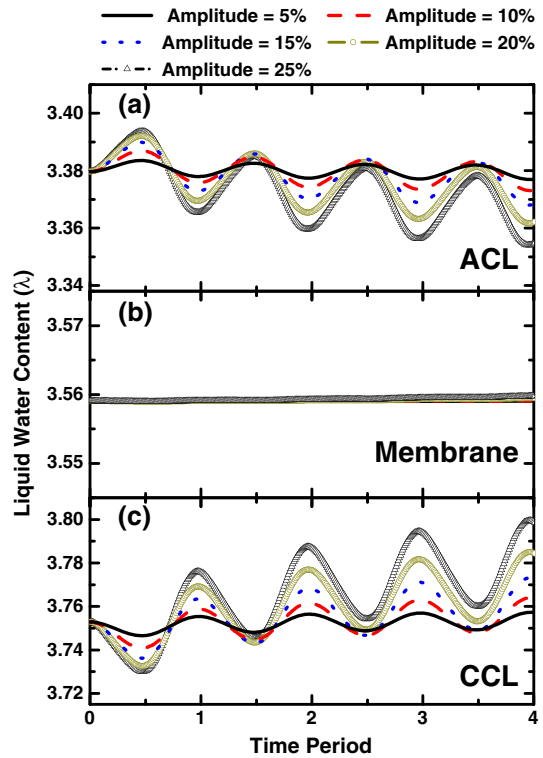 Amplitude = 5% Amplitude = 10%
Amplitude = 15% Amplitude = 20%
Amplitude = 25%
(a)
3.40
3.38
3.36
3.34
ACL
(b)
3.57
3.56
3.55
Membrane
Liquid Water Content (λ)
(c)
3.80
3.78
3.76
3.74
3.72
CCL
0 1 2 3 4
Time Period